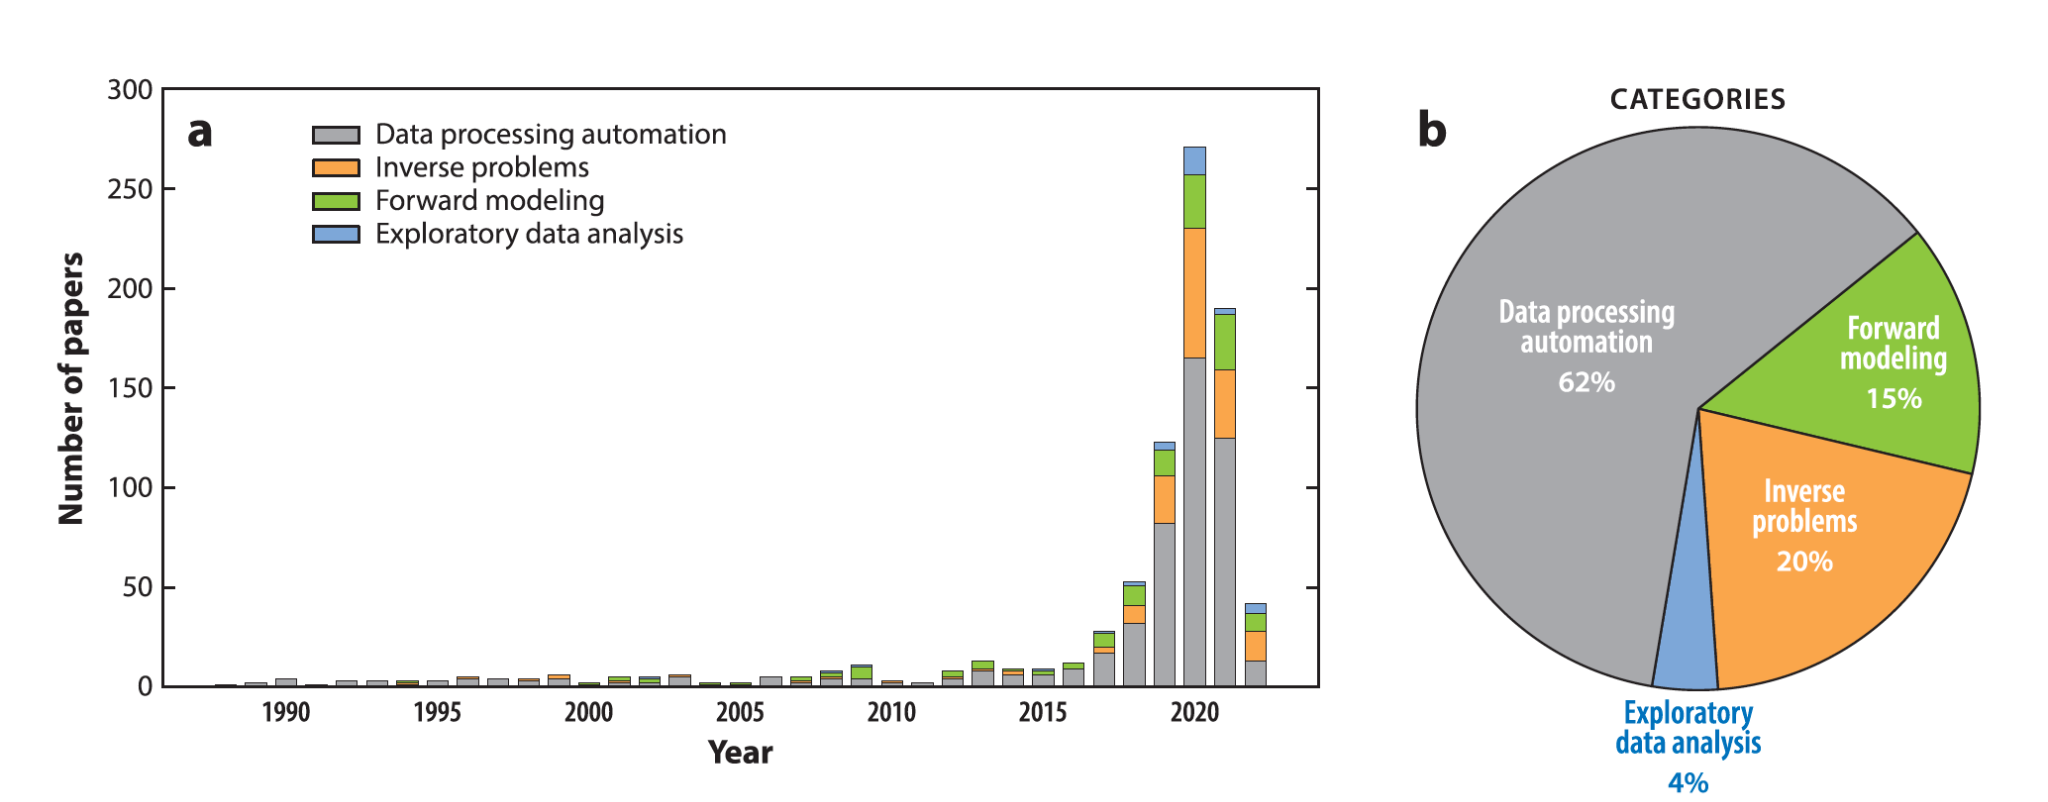 a
Data processing automation
Inverse problems
Forward modeling
Exploratory data analysis
300
250
200
150
100
50
0
Number of papers
1990
1995
2000
2005
2010
2015
2020
Year
b
CATEGORIES
Data processing
automation
62%
Forward
modeling
15%
Inverse
problems
20%
Exploratory
data analysis
4%